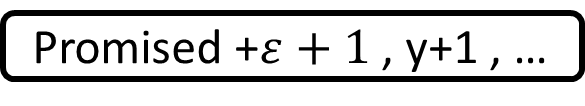 Promised +ε + 1 , y+1 , ...